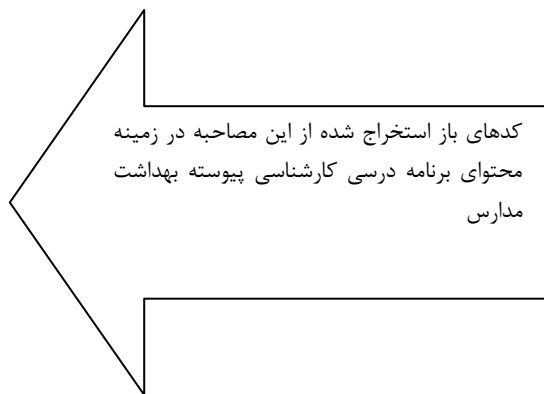 کدهای باز استخراج شده از این مصاحبه در زمینه
محتوای برنامه درسی کارشناسی پیوسته بهداشت
مدارس